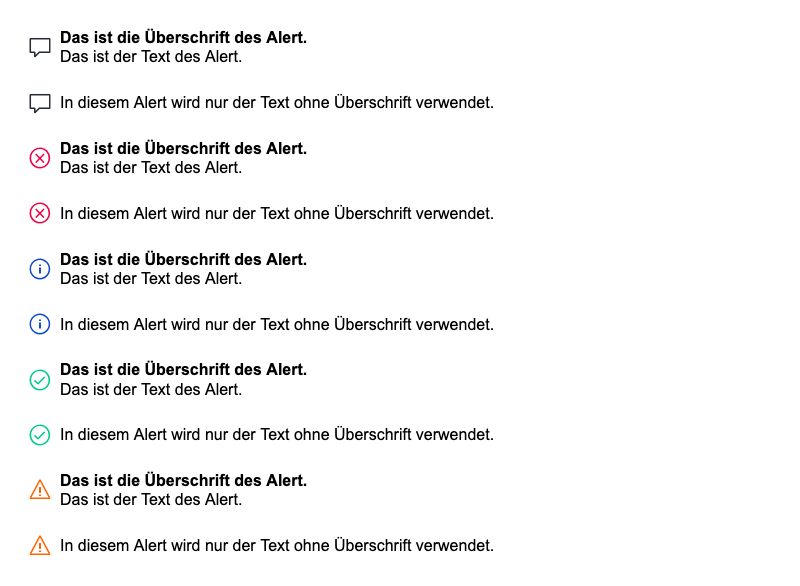 Das ist die Überschrift des Alert.
Das ist der Text des Alert.
In diesem Alert wird nur der Text ohne Überschrift verwendet.
Das ist die Überschrift des Alert.
Das ist der Text des Alert.
In diesem Alert wird nur der Text ohne Überschrift verwendet.
Das ist die Überschrift des Alert.
Das ist der Text des Alert.
In diesem Alert wird nur der Text ohne Überschrift verwendet.
Das ist die Überschrift des Alert.
Das ist der Text des Alert.
In diesem Alert wird nur der Text ohne Überschrift verwendet.
Das ist die Überschrift des Alert.
Das ist der Text des Alert.
In diesem Alert wird nur der Text ohne Überschrift verwendet.